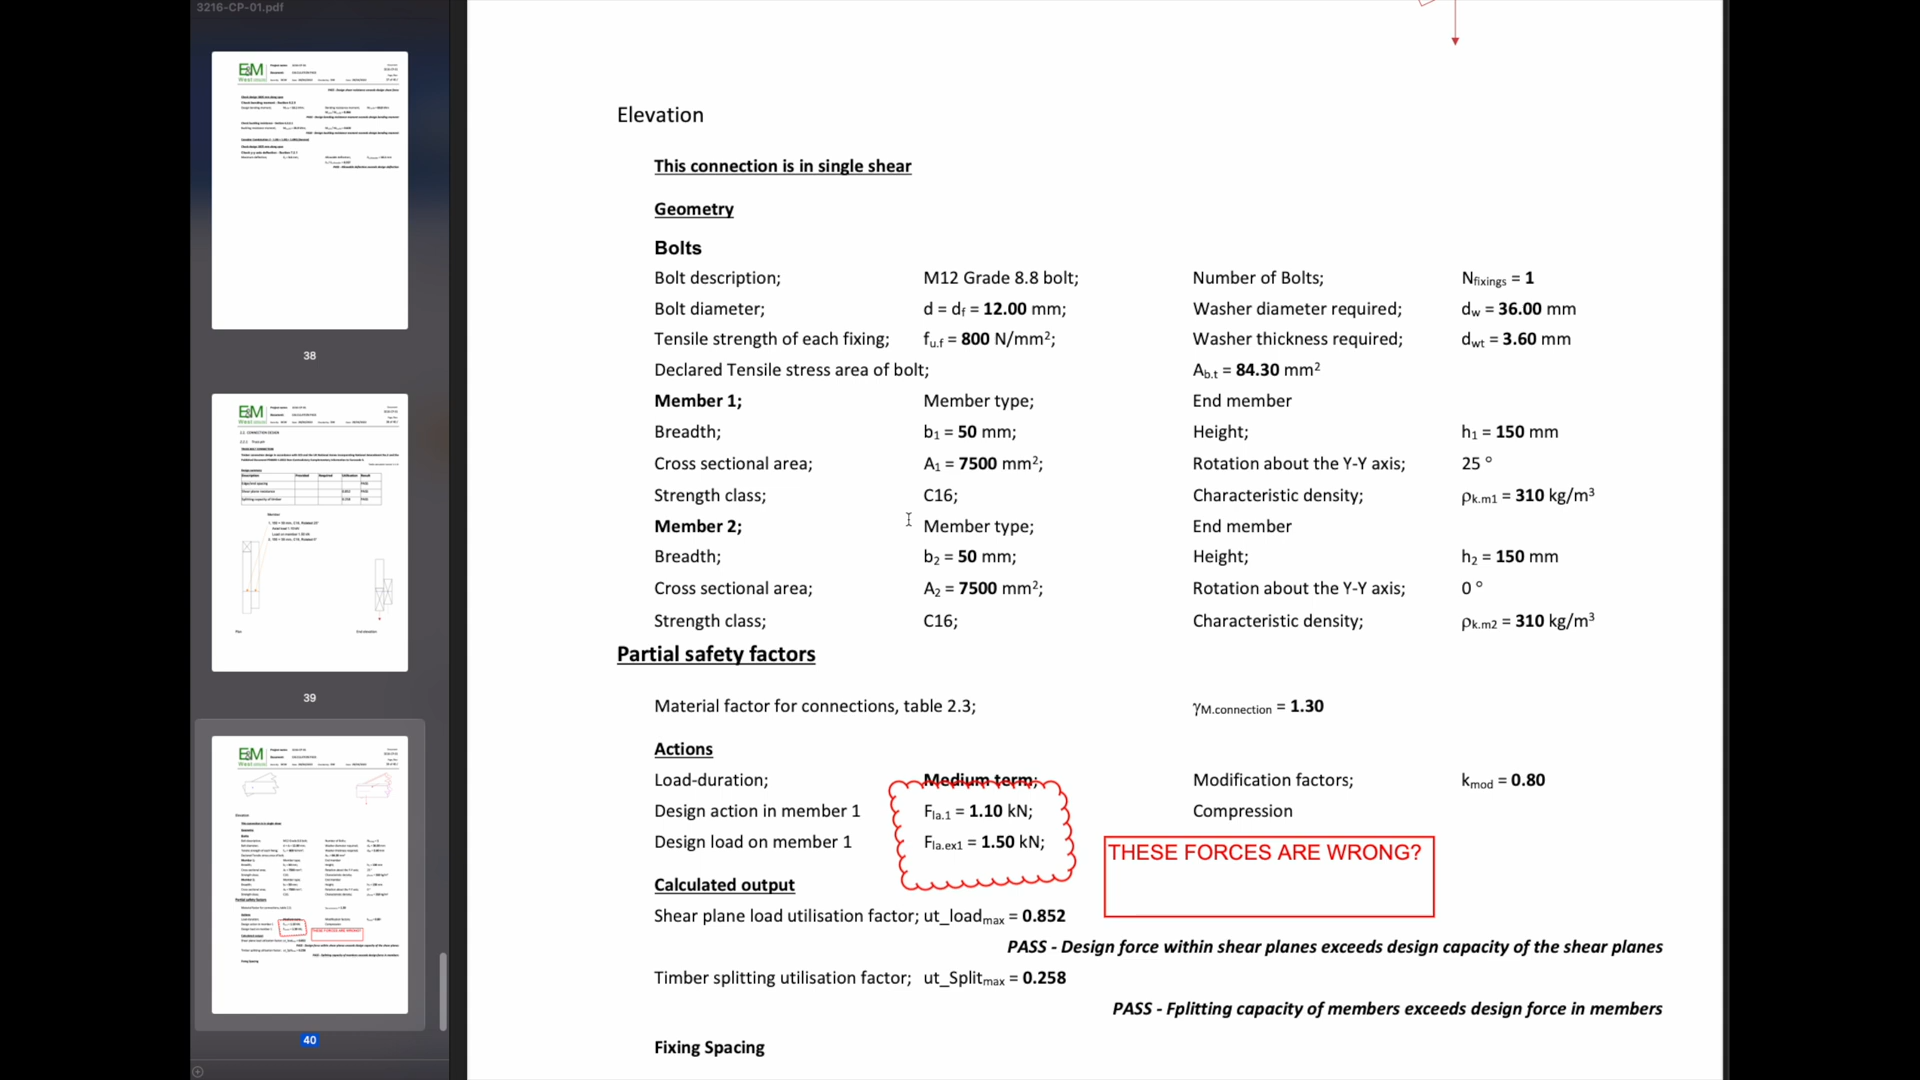 3216-CP-01.pdf
38
39
40
Elevation
This connection is in single shear
Geometry
Bolts
Bolt description; M12 Grade 8.8 bolt; Number of Bolts; Nfixings = 1
Bolt diameter; d = df = 12.00 mm; Washer diameter required; dw = 36.00 mm
Tensile strength of each fixing; fu.f = 800 N/mm2; Washer thickness required; dwt = 3.60 mm
Declared Tensile stress area of bolt; Ab.t = 84.30 mm2
Member 1; Member type; End member
Breadth; b1 = 50 mm; Height; h1 = 150 mm
Cross sectional area; A1 = 7500 mm2; Rotation about the Y-Y axis; 25 °
Strength class; C16; Characteristic density; ρk.m1 = 310 kg/m3
Member 2; Member type; End member
Breadth; b2 = 50 mm; Height; h2 = 150 mm
Cross sectional area; A2 = 7500 mm2; Rotation about the Y-Y axis; 0 °
Strength class; C16; Characteristic density; ρk.m2 = 310 kg/m3
Partial safety factors
Material factor for connections, table 2.3; γM.connection = 1.30
Actions
Load-duration; Medium term; Modification factors; kmod = 0.80
Design action in member 1 Fla.1 = 1.10 kN; Compression
Design load on member 1 Fla.ex1 = 1.50 kN;
THESE FORCES ARE WRONG?
Calculated output
Shear plane load utilisation factor; ut_loadmax = 0.852
PASS - Design force within shear planes exceeds design capacity of the shear planes
Timber splitting utilisation factor; ut_Splitmax = 0.258
PASS - Fplitting capacity of members exceeds design force in members
Fixing Spacing